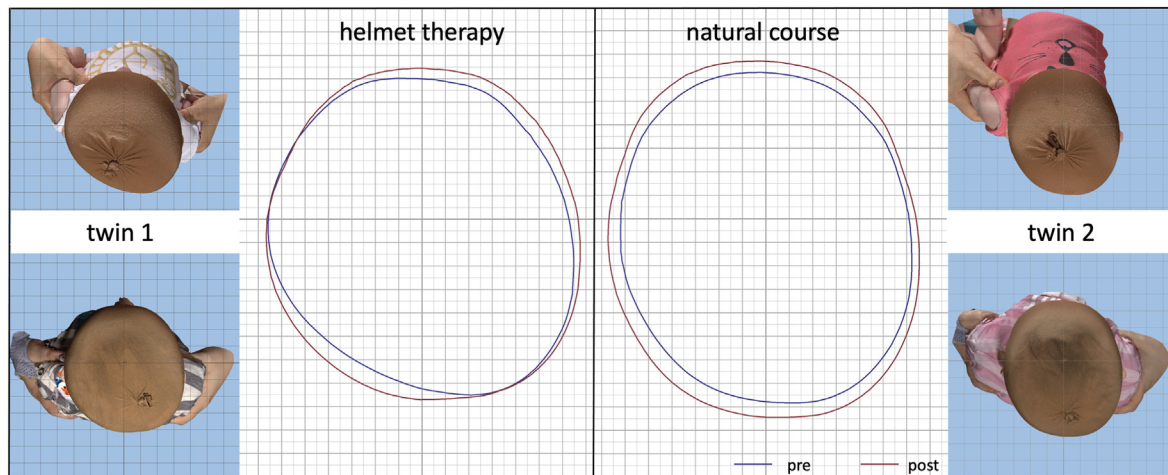 helmet therapy
natural course
twin 1
twin 2
pre
post